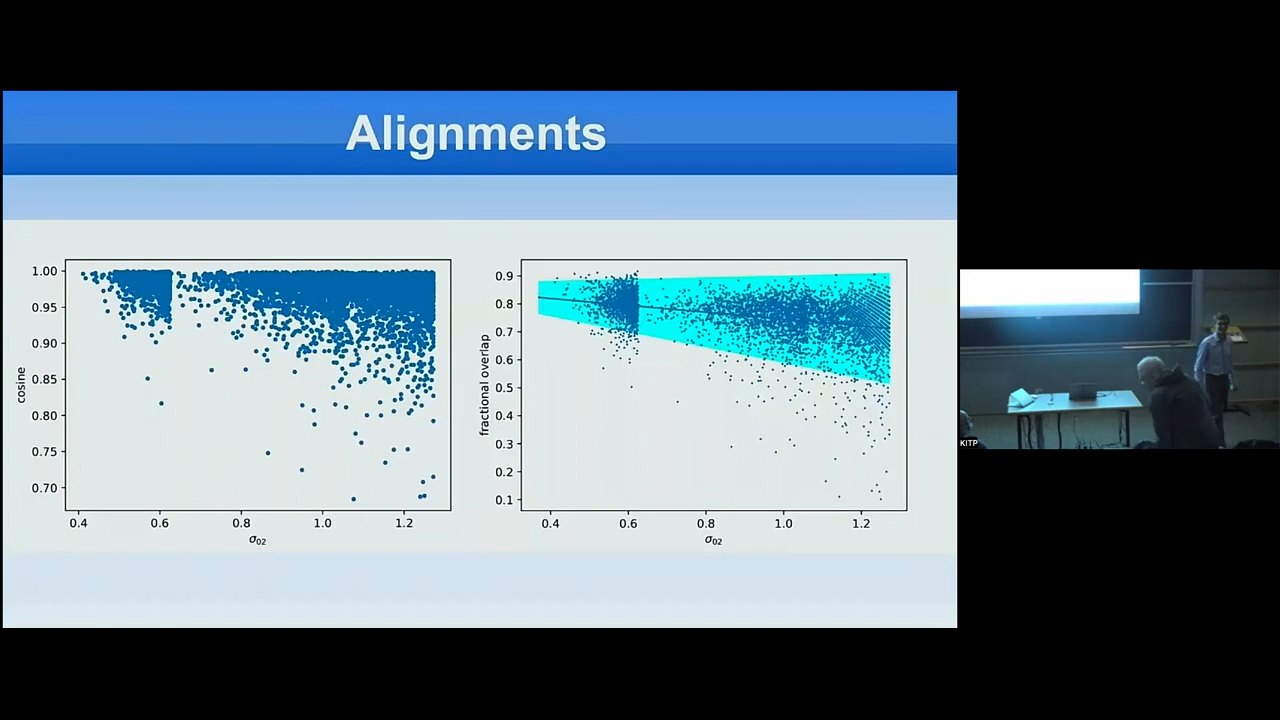 Alignments
1.00
0.95
0.90
0.85
0.80
0.75
0.70
cosine
0.4 0.6 0.8 1.0 1.2
σ02
0.9
0.8
0.7
0.6
0.5
0.4
0.3
0.2
0.1
fractional overlap
0.4 0.6 0.8 1.0 1.2
σ02
KITP